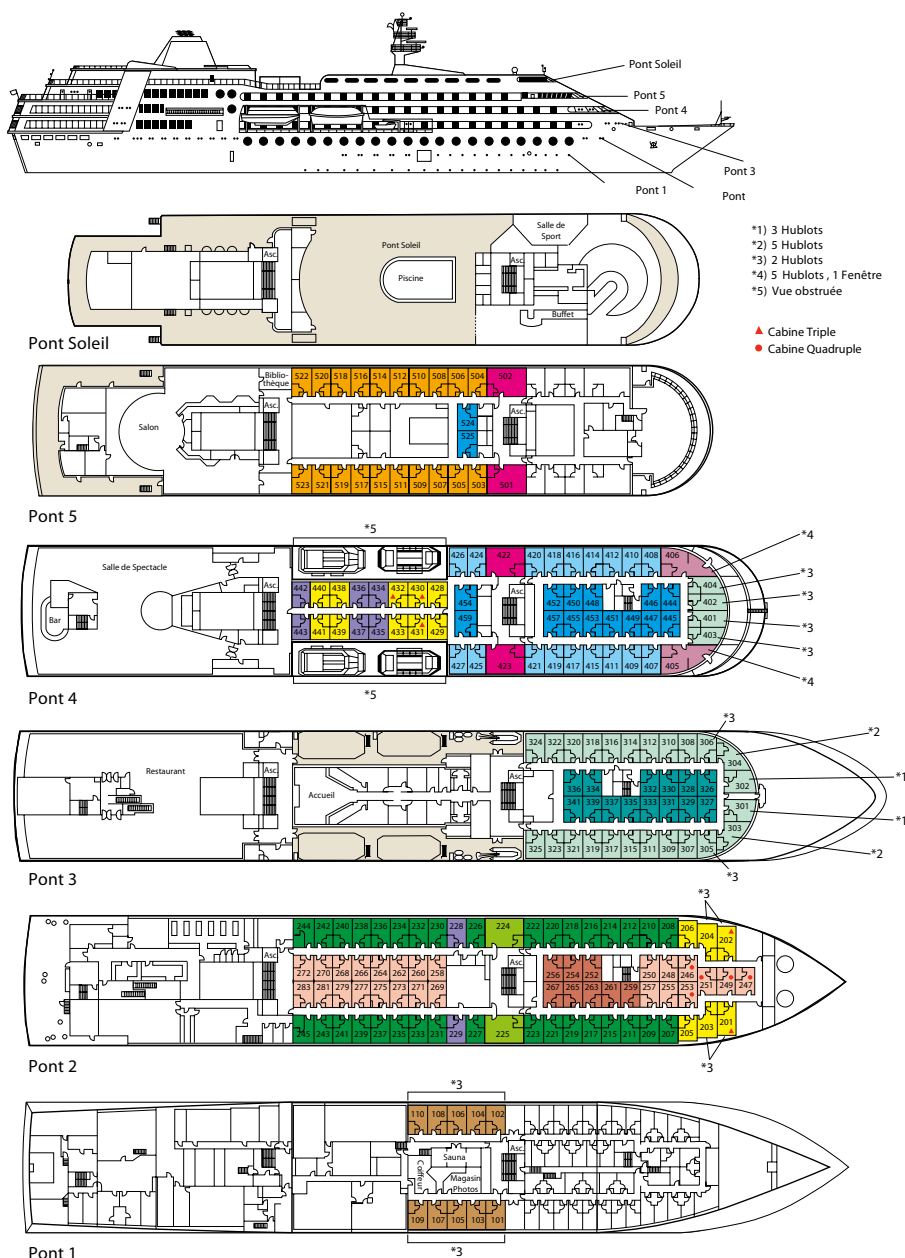 Pont Soleil
Pont 5
Pont 4
Pont 3
Pont 1
Pont
*1) 3 Hublots
*2) 5 Hublots
*3) 2 Hublots
*4) 5 Hublots , 1 Fenêtre
*5) Vue obstruée
Cabine Triple
Cabine Quadruple
Salle de
Sport
Pont Soleil
Asc.
Asc.
Piscine
Buffet
Pont Soleil
Biblio-
thèque
522 520 518 516 514 512 510 508 506 504 502
Asc.
Asc.
Salon
524
525
523 521 519 517 515 511 509 507 505 503 501
Pont 5
*5
*4
Salle de Spectacle
426 424 422 420 418 416 414 412 410 408 406
*3
404
Asc.
Asc.
442 440 438 436 434 432 430 428
454 452 450 448 446 444 402
*3
Bar
459 457 455 453 451 449 447 445 401
*3
443 441 439 437 435 433 431 429
403
*3
427 425 423 421 419 417 415 411 409 407 405
*4
*5
Pont 4
*3
*2
324 322 320 318 316 314 312 310 308 306
304
Restaurant
Asc.
Asc.
*1
Accueil
336 334 332 330 328 326 302
341 339 337 335 333 331 329 327 301
*1
303
325 323 321 319 317 315 311 309 307 305
*2
*3
Pont 3
*3
244 242 240 238 236 234 232 230 228 226 224 222 220 218 216 214 212 210 208 206 204 202
Asc.
Asc.
272 270 268 266 264 262 260 258 256 254 252 250 248 246
283 281 279 277 275 273 271 269 267 265 263 261 259 257 255 253 251 249 247
245 243 241 239 237 235 233 231 229 227 225 223 221 219 217 215 211 209 207 205 203 201
*3
Pont 2
*3
110 108 106 104 102
Asc.
Asc.
Sauna
Coiffeur
Magasin
Photos
109 107 105 103 101
*3
Pont 1